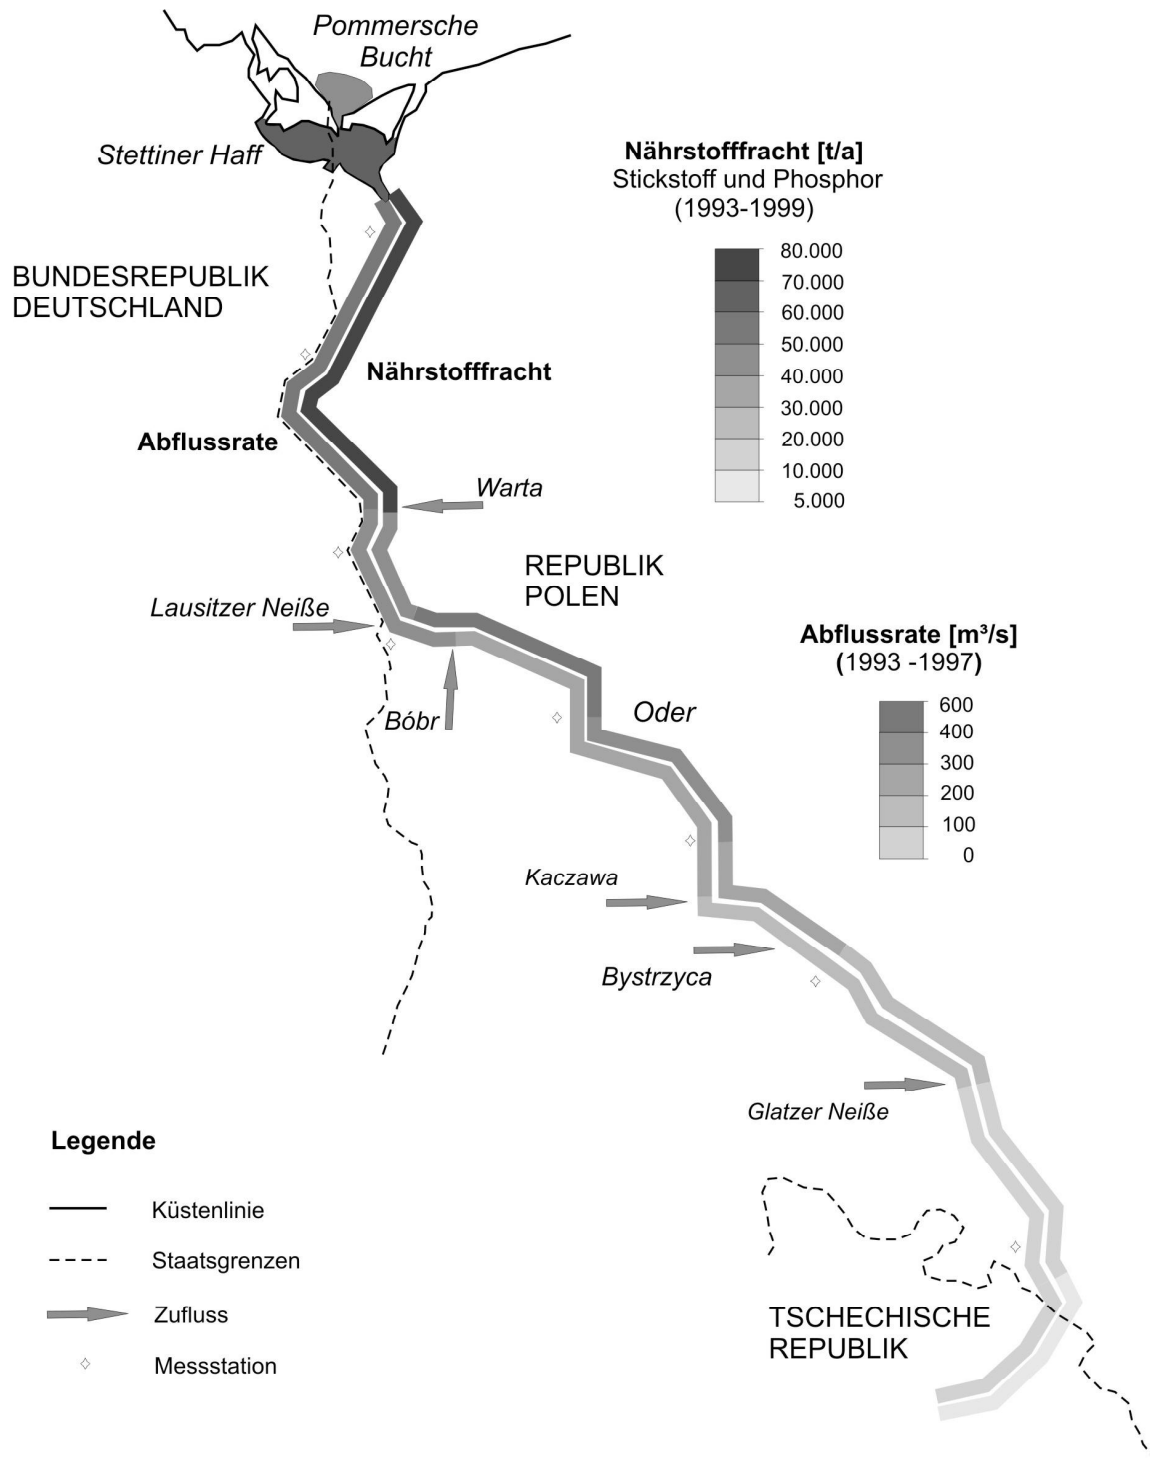 Pommersche
Bucht
Stettiner Haff
Nährstofffracht [t/a]
Stickstoff und Phosphor
(1993-1999)
80.000
70.000
60.000
50.000
40.000
30.000
20.000
10.000
5.000
BUNDESREPUBLIK
DEUTSCHLAND
Nährstofffracht
Abflussrate
Warta
REPUBLIK
POLEN
Lausitzer Neiße
Abflussrate [m³/s]
(1993 -1997)
600
400
300
200
100
0
Bóbr
Oder
Kaczawa
Bystrzyca
Glatzer Neiße
Legende
Küstenlinie
Staatsgrenzen
Zufluss
Messstation
TSCHECHISCHE
REPUBLIK